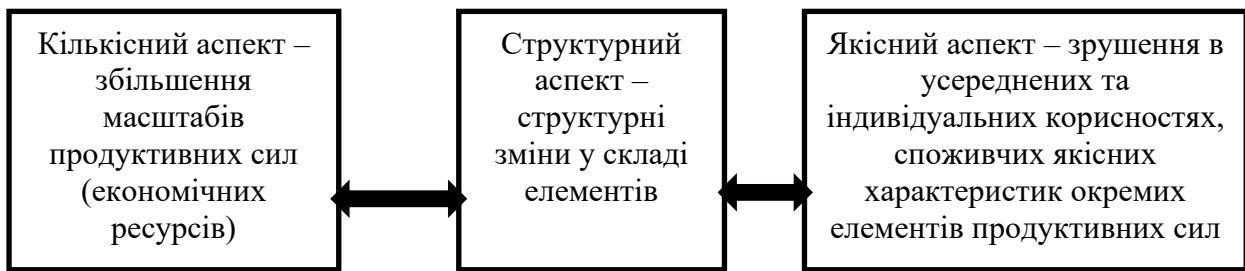 Кількісний аспект –
збільшення
масштабів
продуктивних сил
(економічних
ресурсів)
Структурний
аспект –
структурні
зміни у складі
елементів
Якісний аспект – зрушення в
усереднених та
індивідуальних корисностях,
споживчих якісних
характеристик окремих
елементів продуктивних сил